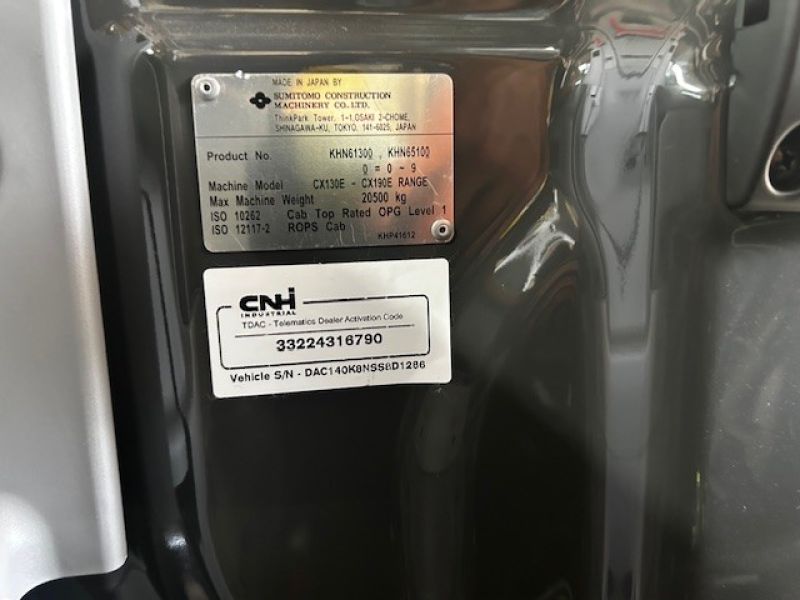 MADE IN JAPAN BY
SUMITOMO CONSTRUCTION
MACHINERY CO. LTD.
ThinkPark Tower, 1-1, OSAKI 2-CHOME,
SHINAGAWA-KU, TOKYO, 141-6025, JAPAN
Product No. KHN61300 , KHN65100
0 = 0 - 9
Machine Model CX130E - CX190E RANGE
Max Machine Weight 20500 kg
ISO 10262 Cab Top Rated OPG Level 1
ISO 12117-2 ROPS Cab KHP41612
CNH
INDUSTRIAL
TDAC - Telematics Dealer Activation Code
33224316790
Vehicle S/N - DAC140K8NSS8D1286